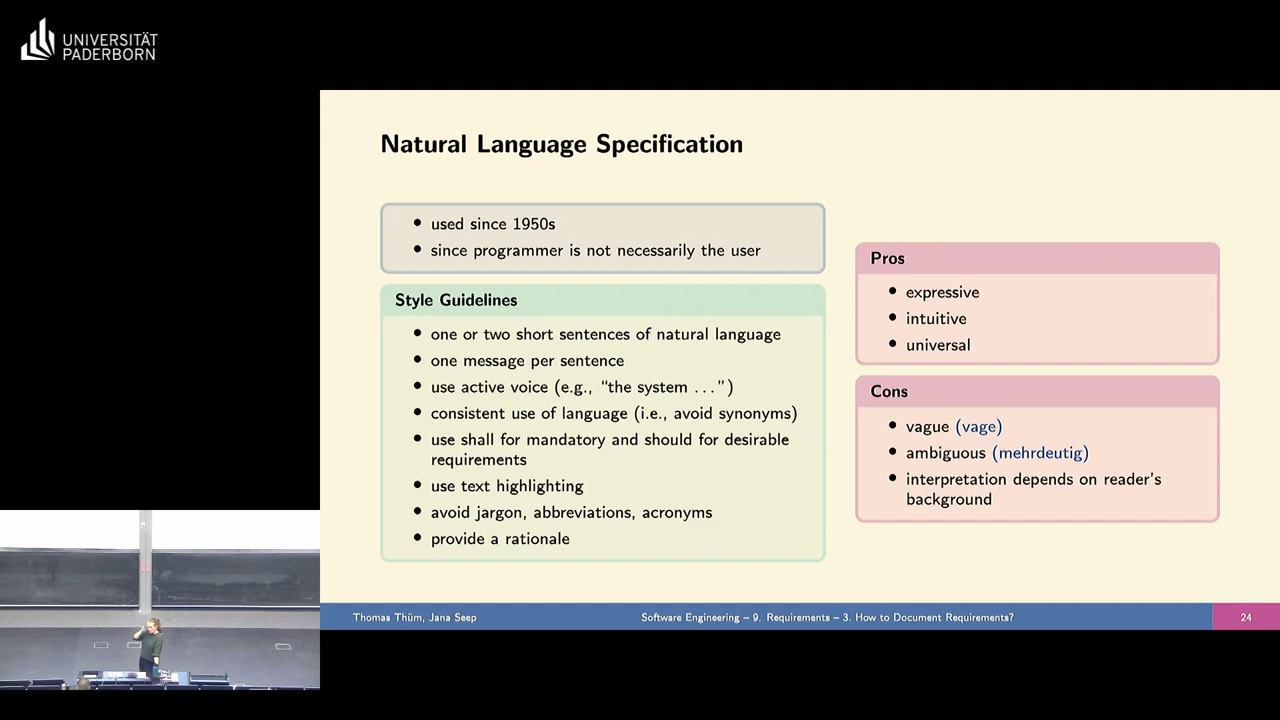 UNIVERSITÄT
PADERBORN
Natural Language Specification
• used since 1950s
• since programmer is not necessarily the user
Style Guidelines
• one or two short sentences of natural language
• one message per sentence
• use active voice (e.g., “the system . . .”)
• consistent use of language (i.e., avoid synonyms)
• use shall for mandatory and should for desirable
requirements
• use text highlighting
• avoid jargon, abbreviations, acronyms
• provide a rationale
Pros
• expressive
• intuitive
• universal
Cons
• vague (vage)
• ambiguous (mehrdeutig)
• interpretation depends on reader's
background
Thomas Thüm, Jana Seep
Software Engineering – 9. Requirements – 3. How to Document Requirements?
24